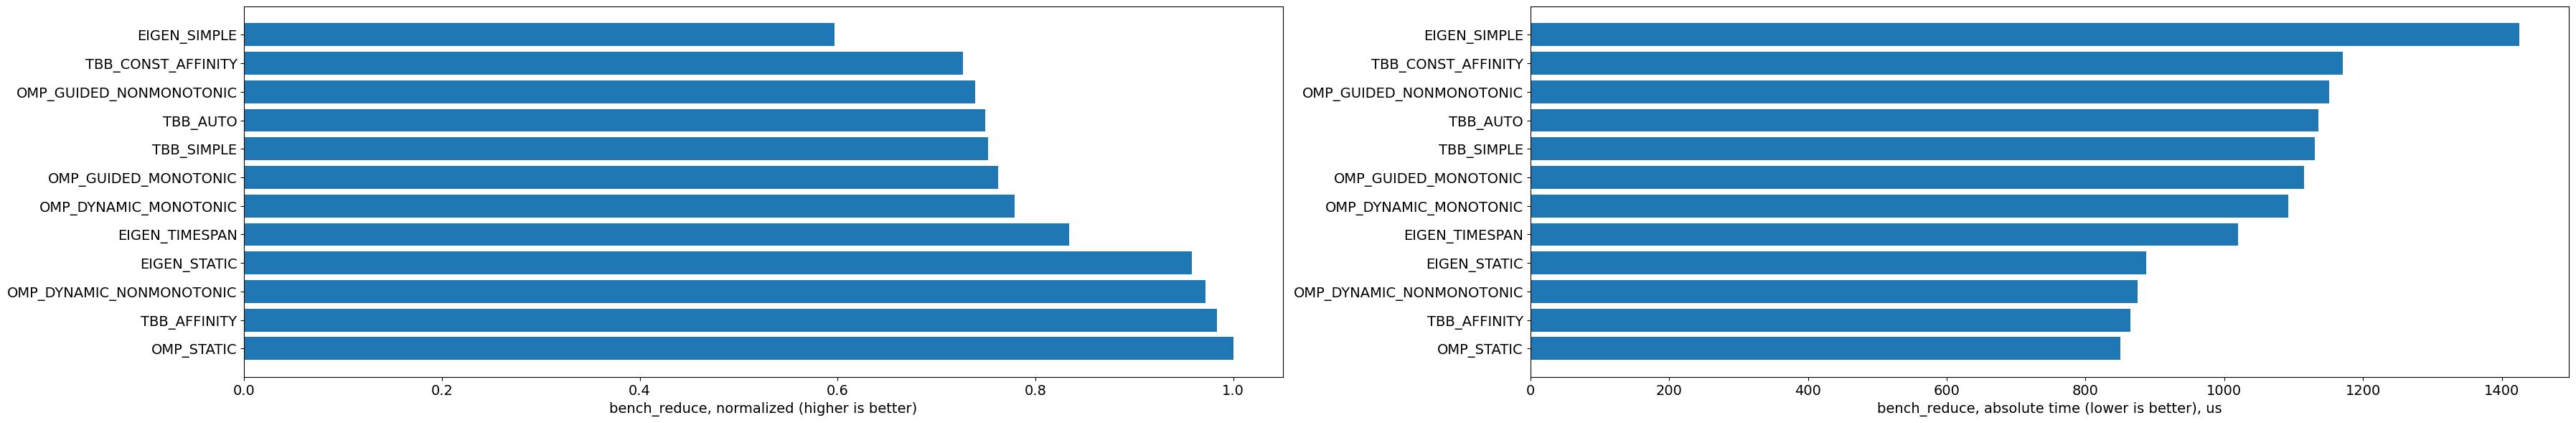 EIGEN_SIMPLE
TBB_CONST_AFFINITY
OMP_GUIDED_NONMONOTONIC
TBB_AUTO
TBB_SIMPLE
OMP_GUIDED_MONOTONIC
OMP_DYNAMIC_MONOTONIC
EIGEN_TIMESPAN
EIGEN_STATIC
OMP_DYNAMIC_NONMONOTONIC
TBB_AFFINITY
OMP_STATIC
0.0 0.2 0.4 0.6 0.8 1.0
bench_reduce, normalized (higher is better)
EIGEN_SIMPLE
TBB_CONST_AFFINITY
OMP_GUIDED_NONMONOTONIC
TBB_AUTO
TBB_SIMPLE
OMP_GUIDED_MONOTONIC
OMP_DYNAMIC_MONOTONIC
EIGEN_TIMESPAN
EIGEN_STATIC
OMP_DYNAMIC_NONMONOTONIC
TBB_AFFINITY
OMP_STATIC
0 200 400 600 800 1000 1200 1400
bench_reduce, absolute time (lower is better), us